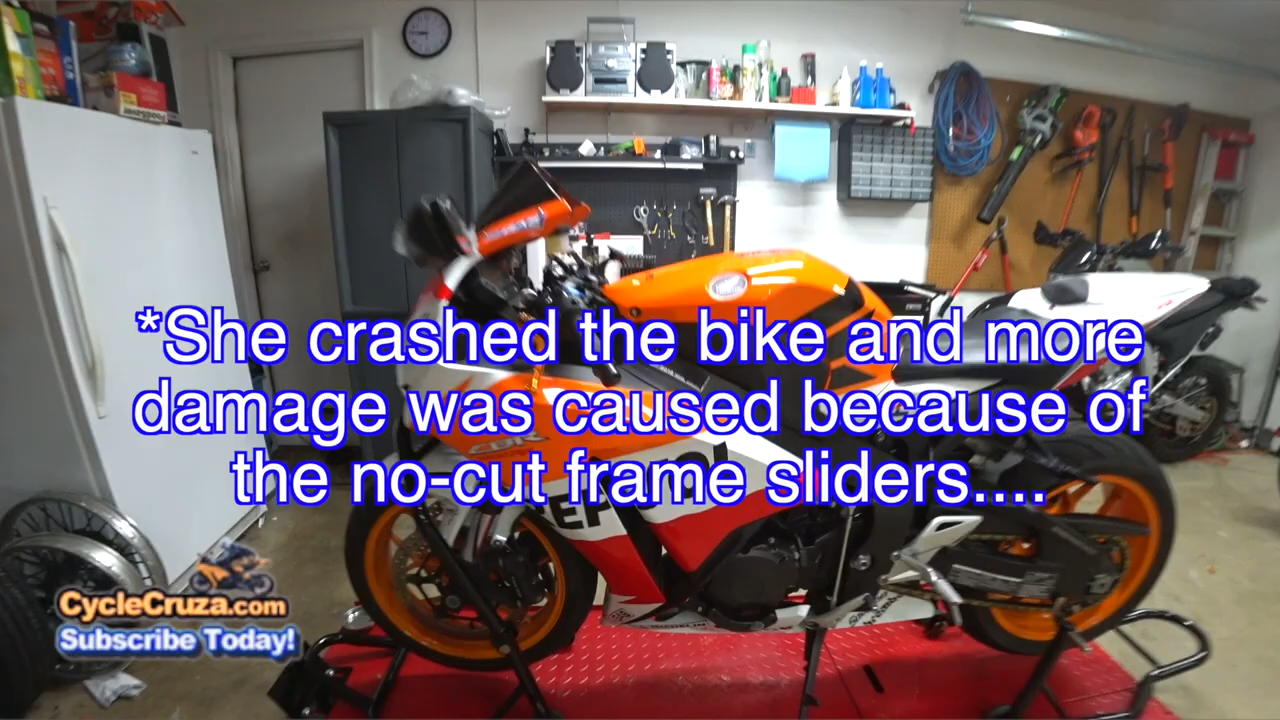 *She crashed the bike and more
damage was caused because of
the no-cut frame sliders....
CBR
REPSOL
MICHELIN
CycleCruza.com
Subscribe Today!